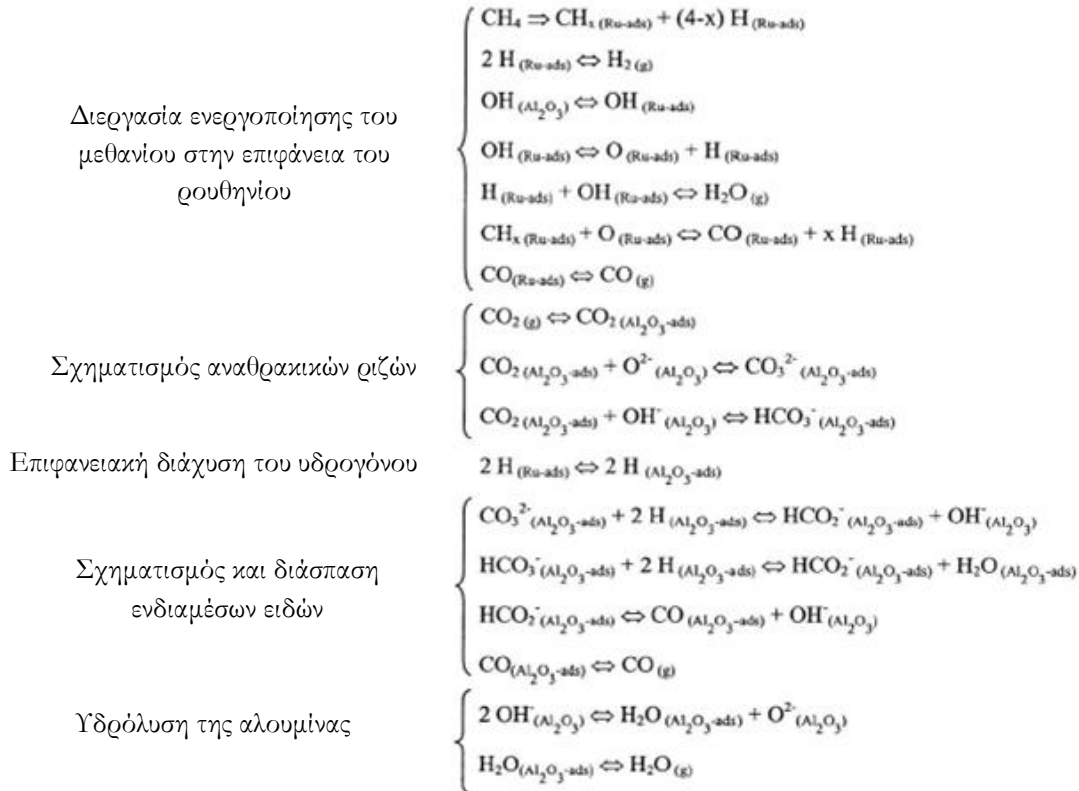 CH₄ ⇒ CHₓ (Ru-ads) + (4-x) H (Ru-ads)
2 H (Ru-ads) ⇔ H₂ (g)
OH (Al₂O₃) ⇔ OH (Ru-ads)
Διεργασία ενεργοποίησης του
μεθανίου στην επιφάνεια του
ρουθηνίου
OH (Ru-ads) ⇔ O (Ru-ads) + H (Ru-ads)
H (Ru-ads) + OH (Ru-ads) ⇔ H₂O (g)
CHₓ (Ru-ads) + O (Ru-ads) ⇔ CO (Ru-ads) + x H (Ru-ads)
CO(Ru-ads) ⇔ CO (g)
CO₂ (g) ⇔ CO₂ (Al₂O₃-ads)
Σχηματισμός αναθρακικών ριζών
CO₂ (Al₂O₃-ads) + O²⁻ (Al₂O₃) ⇔ CO₃²⁻ (Al₂O₃-ads)
CO₂ (Al₂O₃-ads) + OH⁻ (Al₂O₃) ⇔ HCO₃⁻ (Al₂O₃-ads)
Επιφανειακή διάχυση του υδρογόνου 2 H (Ru-ads) ⇔ 2 H (Al₂O₃-ads)
CO₃²⁻ (Al₂O₃-ads) + 2 H (Al₂O₃-ads) ⇔ HCO₂⁻ (Al₂O₃-ads) + OH⁻(Al₂O₃)
Σχηματισμός και διάσπαση
ενδιαμέσων ειδών
HCO₃⁻(Al₂O₃-ads) + 2 H (Al₂O₃-ads) ⇔ HCO₂⁻ (Al₂O₃-ads) + H₂O (Al₂O₃-ads)
HCO₂⁻(Al₂O₃-ads) ⇔ CO (Al₂O₃-ads) + OH⁻(Al₂O₃)
CO(Al₂O₃-ads) ⇔ CO (g)
Υδρόλυση της αλουμίνας
2 OH⁻(Al₂O₃) ⇔ H₂O (Al₂O₃-ads) + O²⁻ (Al₂O₃)
H₂O(Al₂O₃-ads) ⇔ H₂O (g)